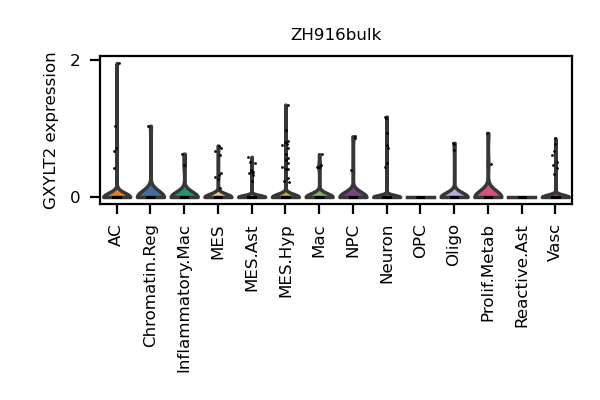 ZH916bulk
GXYLT2 expression
2
0
AC
Chromatin.Reg
Inflammatory.Mac
MES
MES.Ast
MES.Hyp
Mac
NPC
Neuron
OPC
Oligo
Prolif.Metab
Reactive.Ast
Vasc